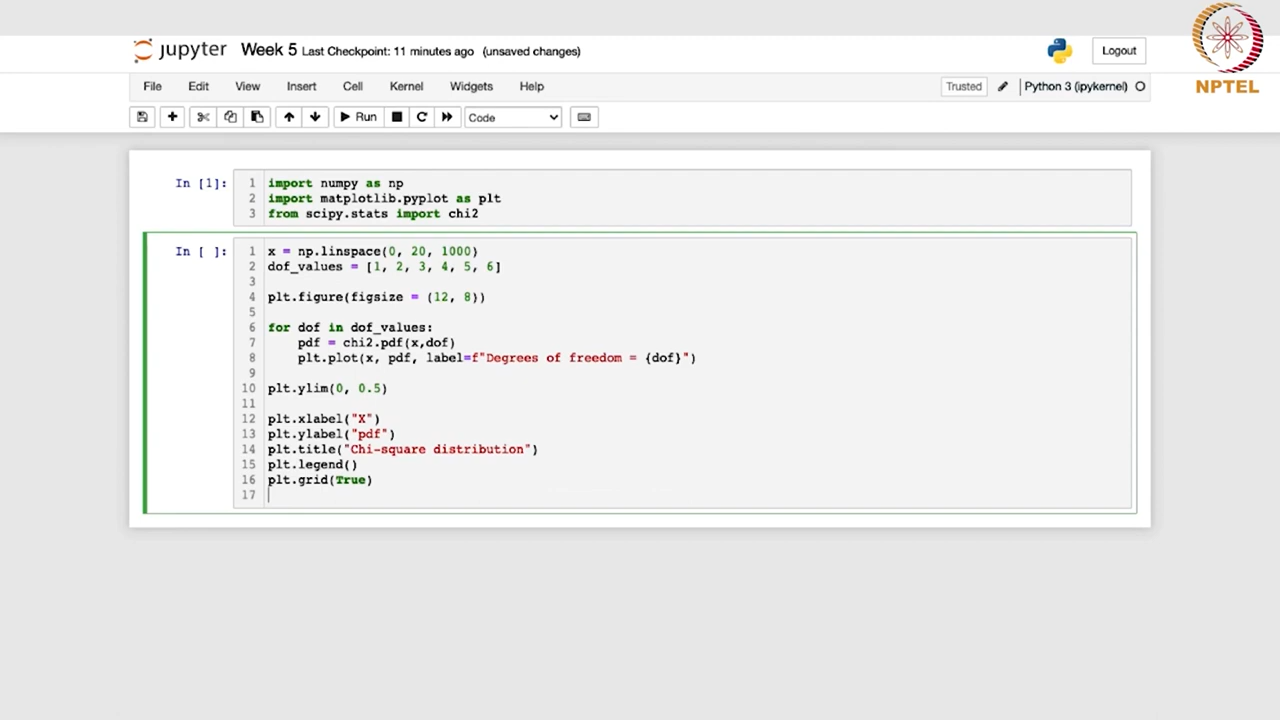 jupyter Week 5 Last Checkpoint: 11 minutes ago (unsaved changes)
Logout
NPTEL
File Edit View Insert Cell Kernel Widgets Help
Trusted Python 3 (ipykernel)
Run Code
In [1]:
1 import numpy as np
2 import matplotlib.pyplot as plt
3 from scipy.stats import chi2
In [ ]:
1 x = np.linspace(0, 20, 1000)
2 dof_values = [1, 2, 3, 4, 5, 6]
3
4 plt.figure(figsize = (12, 8))
5
6 for dof in dof_values:
7     pdf = chi2.pdf(x,dof)
8     plt.plot(x, pdf, label=f"Degrees of freedom = {dof}")
9
10 plt.ylim(0, 0.5)
11
12 plt.xlabel("X")
13 plt.ylabel("pdf")
14 plt.title("Chi-square distribution")
15 plt.legend()
16 plt.grid(True)
17